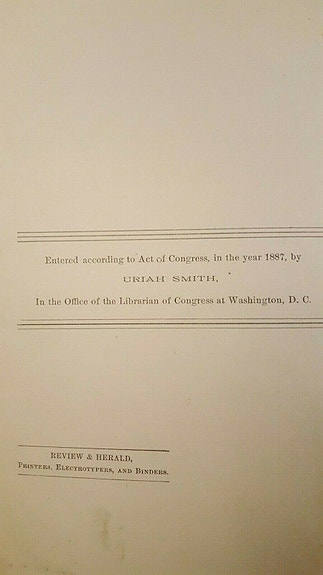 Entered according to Act of Congress, in the year 1887, by
URIAH SMITH,
In the Office of the Librarian of Congress at Washington, D. C.
REVIEW & HERALD,
PRINTERS, ELECTROTYPERS, AND BINDERS.